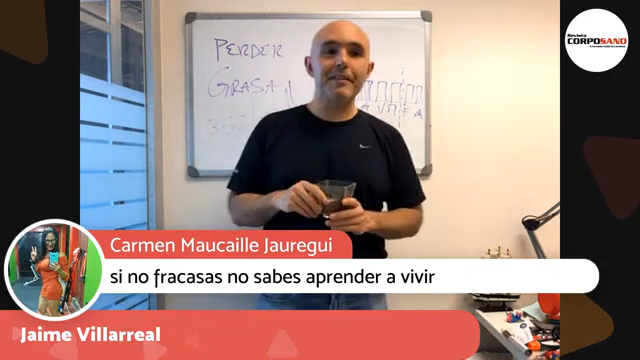 Revista
CORPOSANO
PERDER
GRASA
Carmen Maucaille Jauregui
si no fracasas no sabes aprender a vivir
Jaime Villarreal